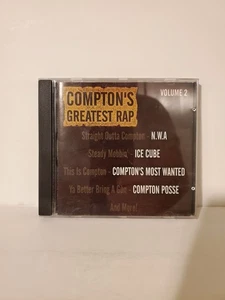 COMPTON'S
GREATEST RAP
VOLUME 2
Straight Outta Compton - N.W.A
Steady Mobbin' - ICE CUBE
This Is Compton - COMPTON'S MOST WANTED
Ya Better Bring A Gun - COMPTON POSSE
And More!